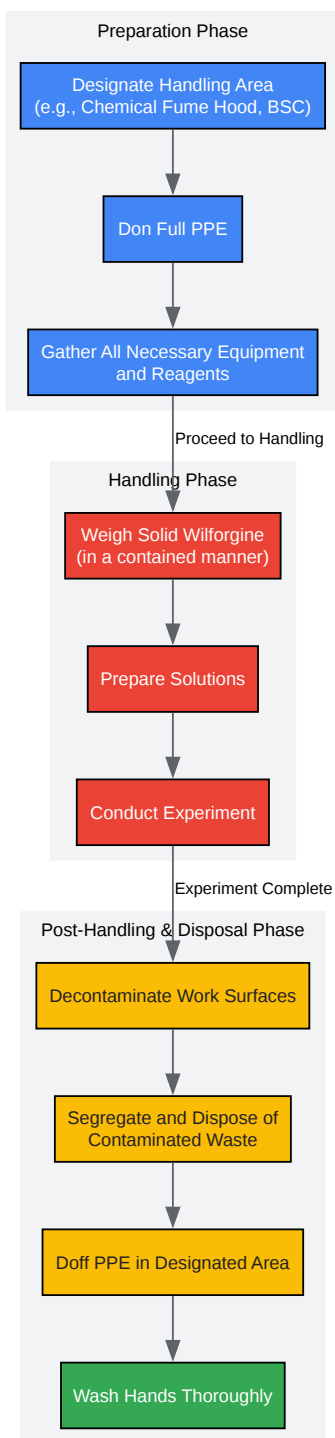 Preparation Phase
Designate Handling Area
(e.g., Chemical Fume Hood, BSC)
Don Full PPE
Gather All Necessary Equipment
and Reagents
Proceed to Handling
Handling Phase
Weigh Solid Wilforgine
(in a contained manner)
Prepare Solutions
Conduct Experiment
Experiment Complete
Post-Handling & Disposal Phase
Decontaminate Work Surfaces
Segregate and Dispose of
Contaminated Waste
Doff PPE in Designated Area
Wash Hands Thoroughly